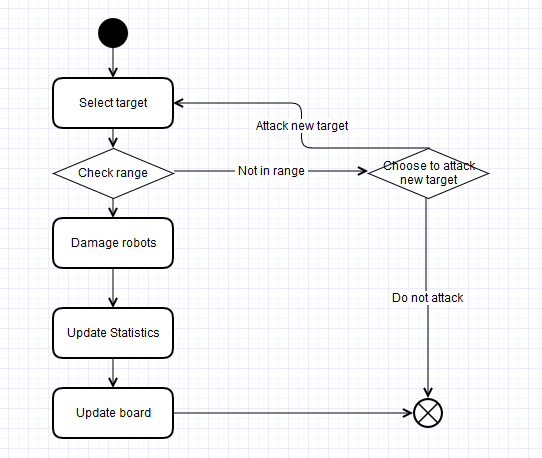 Select target
Attack new target
Check range
Not in range
Choose to attack
new target
Damage robots
Do not attack
Update Statistics
Update board